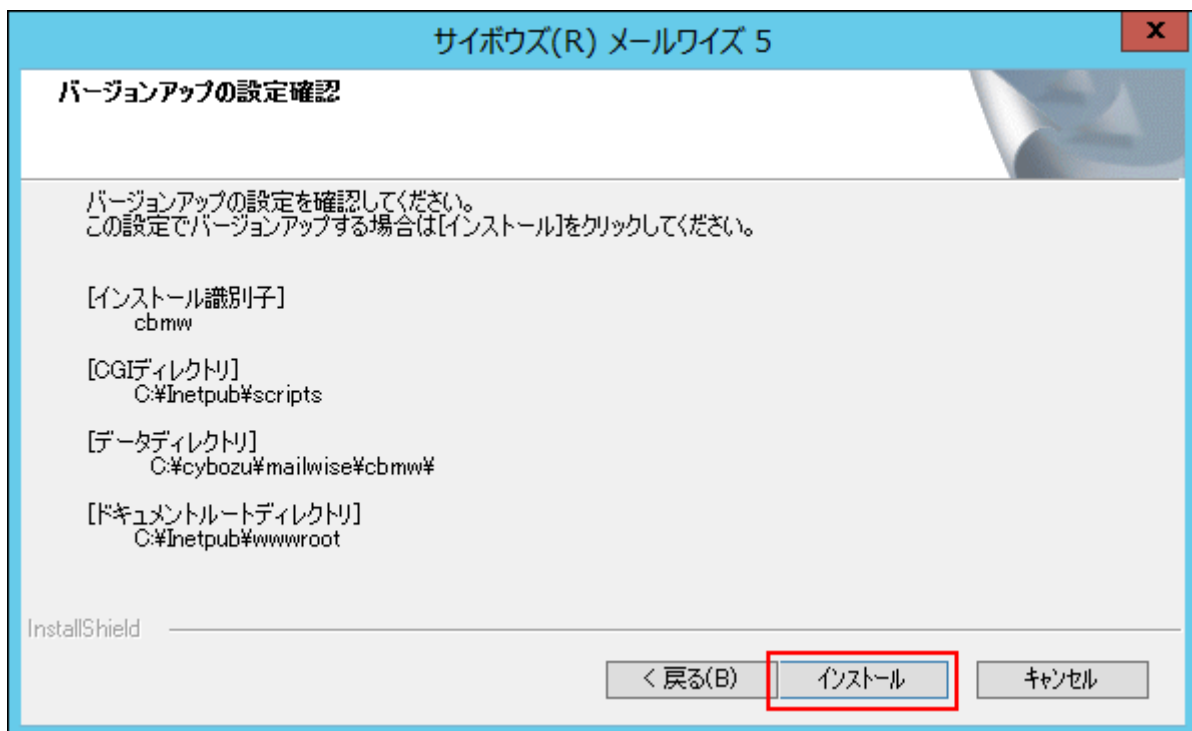 サイボウズ(R) メールワイズ 5
x
バージョンアップの設定確認
バージョンアップの設定を確認してください。
この設定でバージョンアップする場合は[インストール]をクリックしてください。
[インストール識別子]
cbmw
[CGIディレクトリ]
C:¥Inetpub¥scripts
[データディレクトリ]
C:¥cybozu¥mailwise¥cbmw¥
[ドキュメントルートディレクトリ]
C:¥Inetpub¥wwwroot
InstallShield
< 戻る(B)
インストール
キャンセル